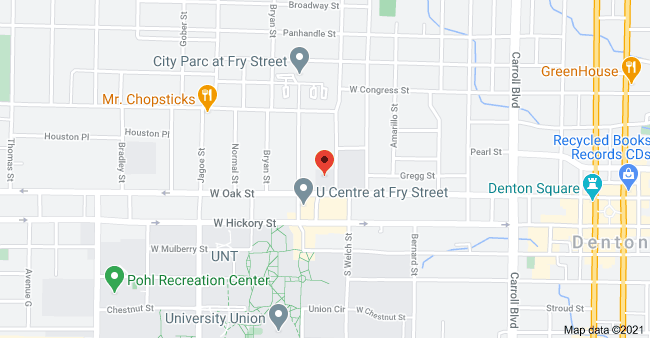 Broadway St
Gober St
Bryan St
Panhandle St
City Parc at Fry Street
GreenHouse
Carroll Blvd
W Congress St
Mr. Chopsticks
Amarillo St
Houston Pl
Houston Pl
Recycled Books
Records CDs
Thomas St
Bradley St
Jagoe St
Normal St
Bryan St
Pearl St
Gregg St
W Oak St
U Centre at Fry Street
Denton Square
W Hickory St
W Mulberry St
UNT
S Welch St
Bernard St
Denton
Pohl Recreation Center
Avenue G
Chestnut St
University Union
Union Cir
W Chestnut St
Carroll Blvd
Stroud St
Map data ©2021